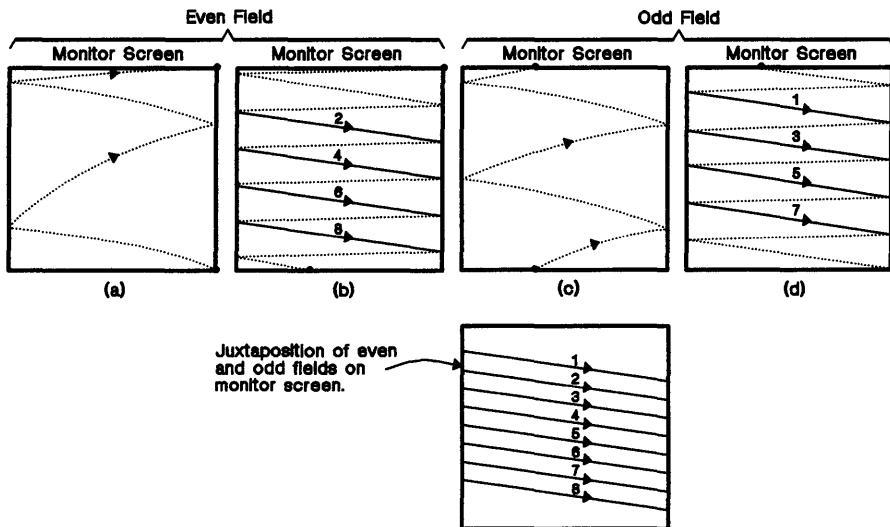 Even Field
Odd Field
Monitor Screen
Monitor Screen
Monitor Screen
Monitor Screen
2
4
6
8
1
3
5
7
(a)
(b)
(c)
(d)
Juxtaposition of even
and odd fields on
monitor screen.
1
2
3
4
5
6
7
8